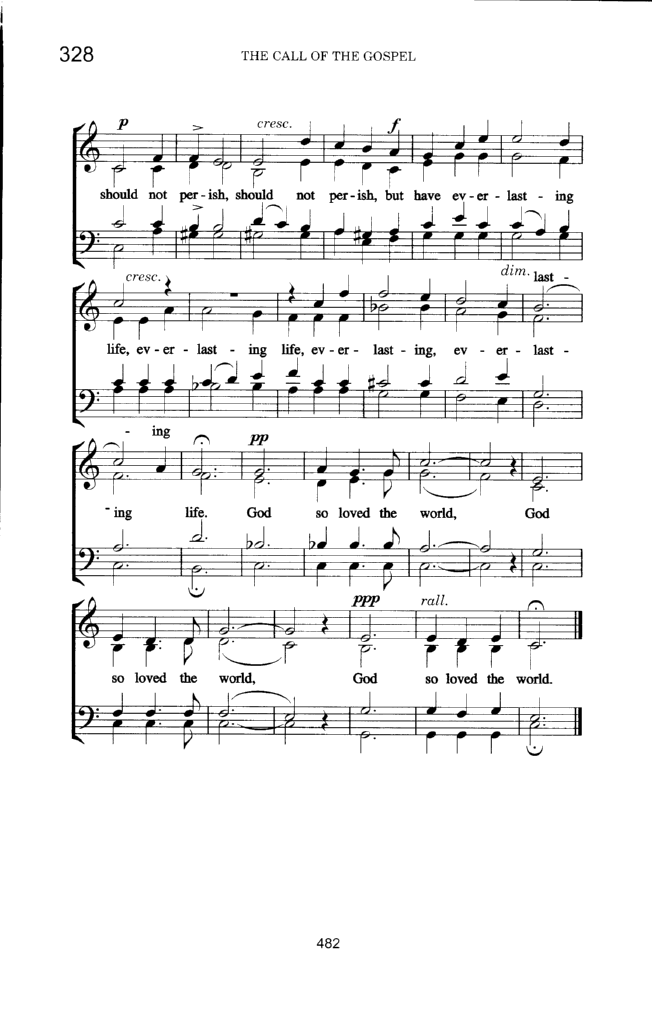 328
THE CALL OF THE GOSPEL
p cresc. f
should not per - ish, should not per - ish, but have ev - er - last - ing
cresc. dim. last -
life, ev - er - last - ing life, ev - er - last - ing, ev - er - last -
- ing
pp
- ing life. God so loved the world, God
ppp rall.
so loved the world, God so loved the world.
482